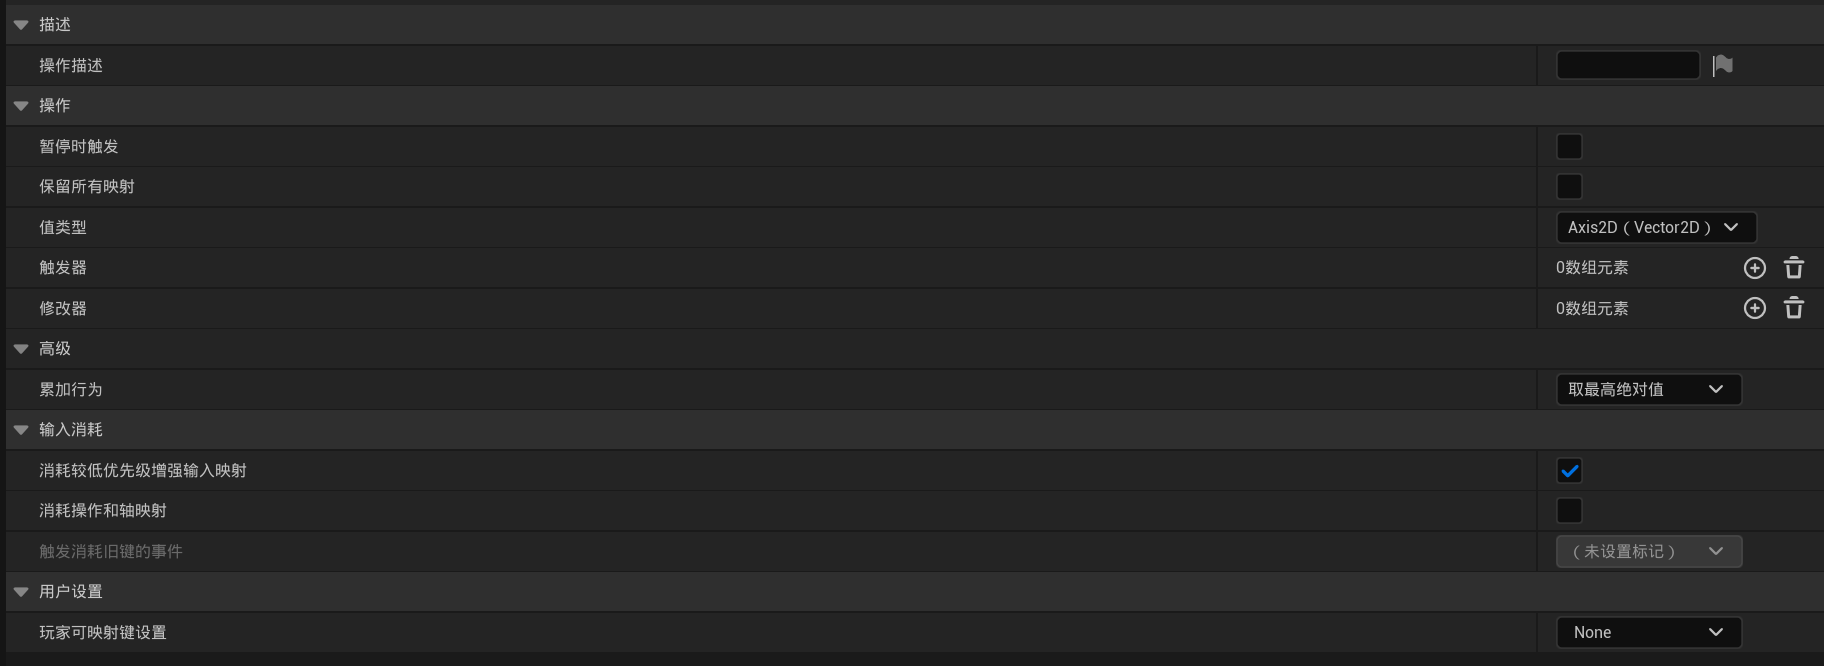 描述
操作描述
操作
暂停时触发
保留所有映射
值类型 Axis2D（Vector2D）
触发器 0数组元素
修改器 0数组元素
高级
累加行为 取最高绝对值
输入消耗
消耗较低优先级增强输入映射
消耗操作和轴映射
触发消耗旧键的事件 （未设置标记）
用户设置
玩家可映射键设置 None